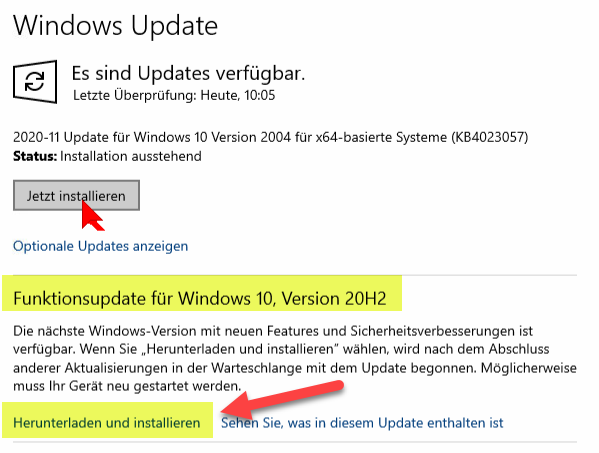 Windows Update
Es sind Updates verfügbar.
Letzte Überprüfung: Heute, 10:05
2020-11 Update für Windows 10 Version 2004 für x64-basierte Systeme (KB4023057)
Status: Installation ausstehend
Jetzt installieren
Optionale Updates anzeigen
Funktionsupdate für Windows 10, Version 20H2
Die nächste Windows-Version mit neuen Features und Sicherheitsverbesserungen ist
verfügbar. Wenn Sie „Herunterladen und installieren“ wählen, wird nach dem Abschluss
anderer Aktualisierungen in der Warteschlange mit dem Update begonnen. Möglicherweise
muss Ihr Gerät neu gestartet werden.
Herunterladen und installieren Sehen Sie, was in diesem Update enthalten ist